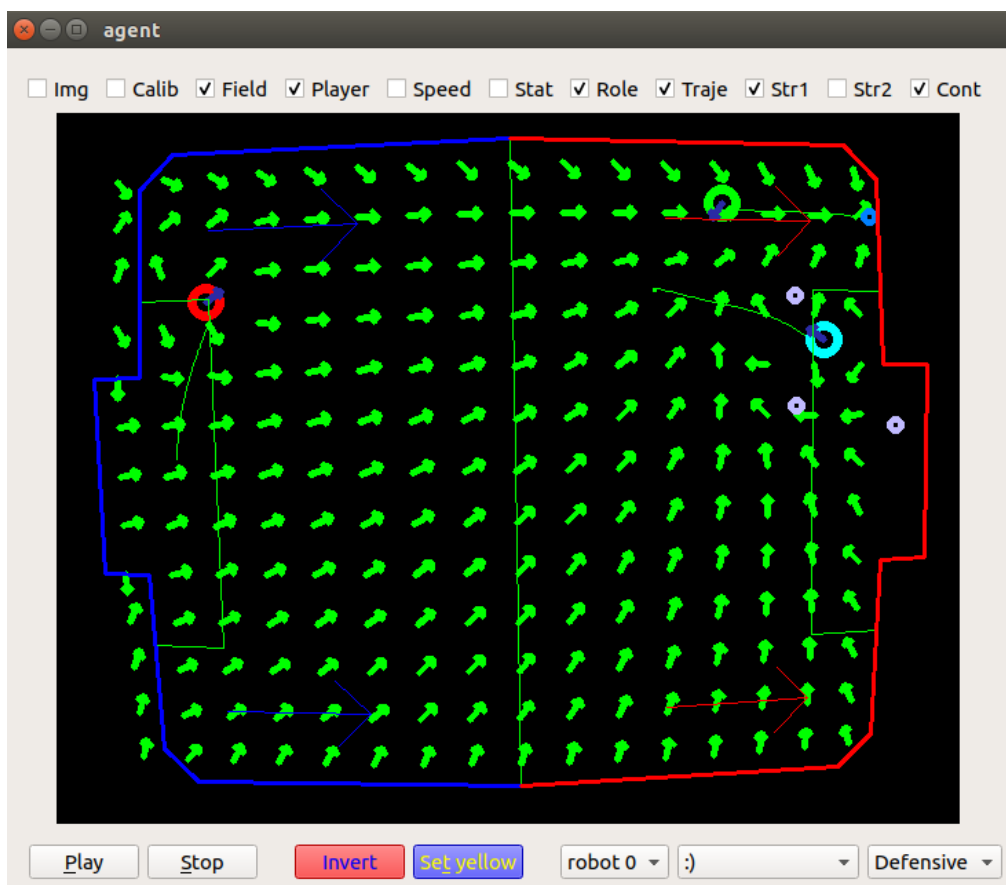 agent
Img Calib Field Player Speed Stat Role Traje Str1 Str2 Cont
Play Stop Invert Set yellow robot 0 :) Defensive